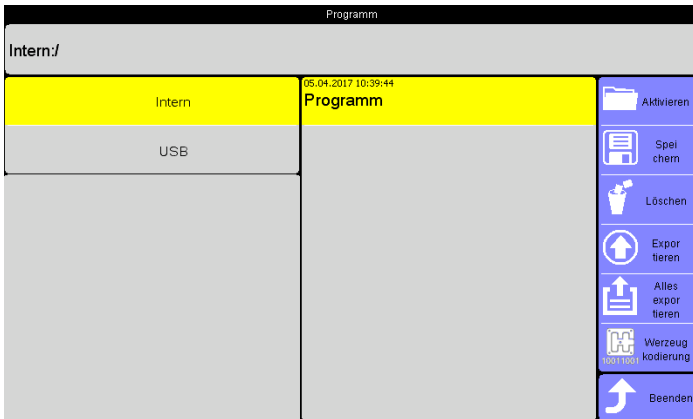 Programm
Intern:/
Intern
USB
05.04.2017 10:39:44
Programm
Aktivieren
Spei
chern
Löschen
Expor
tieren
Alles
expor
tieren
Werzeug
kodierung
10011001
Beenden